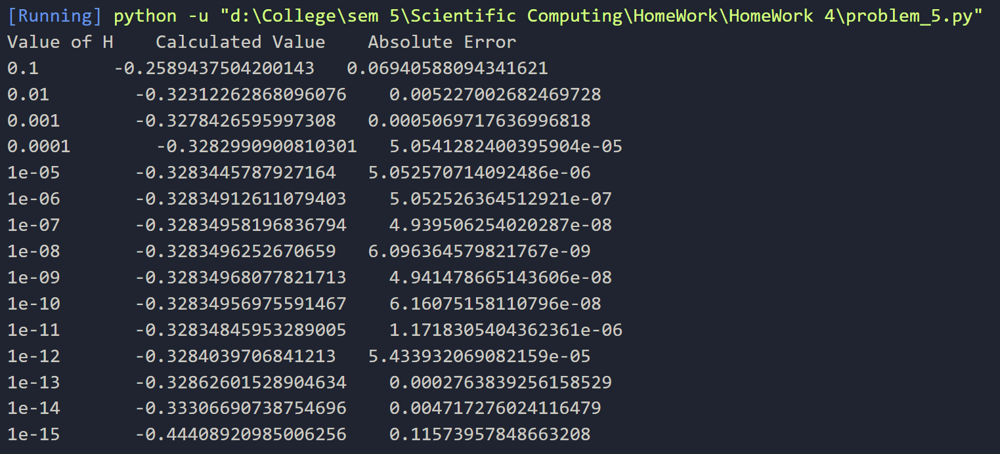 [Running] python -u "d:\College\sem 5\Scientific Computing\HomeWork\HomeWork 4\problem_5.py"
Value of H    Calculated Value    Absolute Error
0.1       -0.2589437504200143   0.06940588094341621
0.01        -0.32312262868096076    0.005227002682469728
0.001       -0.3278426595997308   0.0005069717636996818
0.0001        -0.3282990900810301   5.0541282400395904e-05
1e-05       -0.3283445787927164   5.052570714092486e-06
1e-06       -0.32834912611079403    5.052526364512921e-07
1e-07       -0.32834958196836794    4.939506254020287e-08
1e-08       -0.3283496252670659   6.096364579821767e-09
1e-09       -0.32834968077821713    4.941478665143606e-08
1e-10       -0.32834956975591467    6.16075158110796e-08
1e-11       -0.32834845953289005    1.1718305404362361e-06
1e-12       -0.3284039706841213   5.433932069082159e-05
1e-13       -0.32862601528904634    0.0002763839256158529
1e-14       -0.33306690738754696    0.004717276024116479
1e-15       -0.44408920985006256    0.11573957848663208